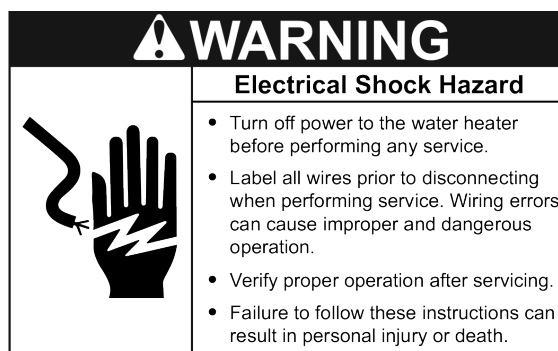 WARNING
Electrical Shock Hazard
• Turn off power to the water heater
before performing any service.
• Label all wires prior to disconnecting
when performing service. Wiring errors
can cause improper and dangerous
operation.
• Verify proper operation after servicing.
• Failure to follow these instructions can
result in personal injury or death.